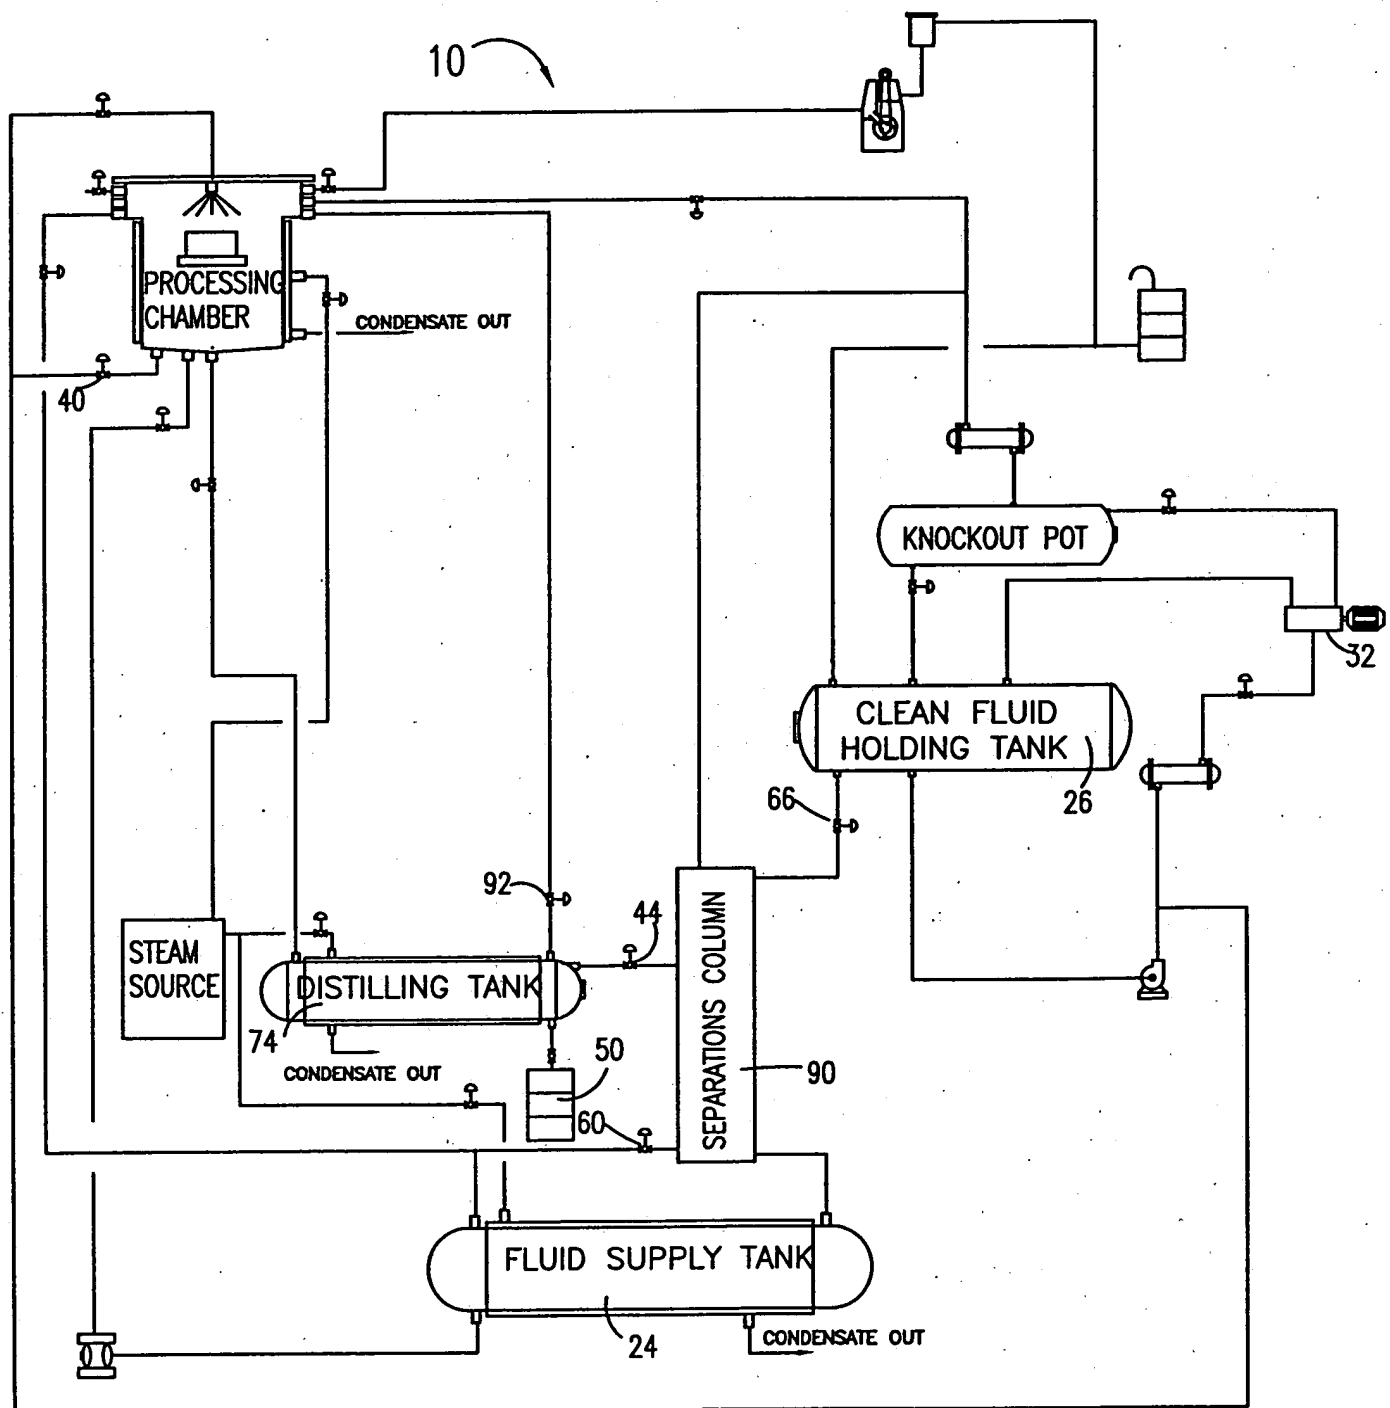 10
PROCESSING
CHAMBER
CONDENSATE OUT
40
KNOCKOUT POT
32
CLEAN FLUID
HOLDING TANK
26
66
92
44
STEAM
SOURCE
DISTILLING TANK
74
CONDENSATE OUT
50
60
SEPARATIONS COLUMN
90
FLUID SUPPLY TANK
24
CONDENSATE OUT